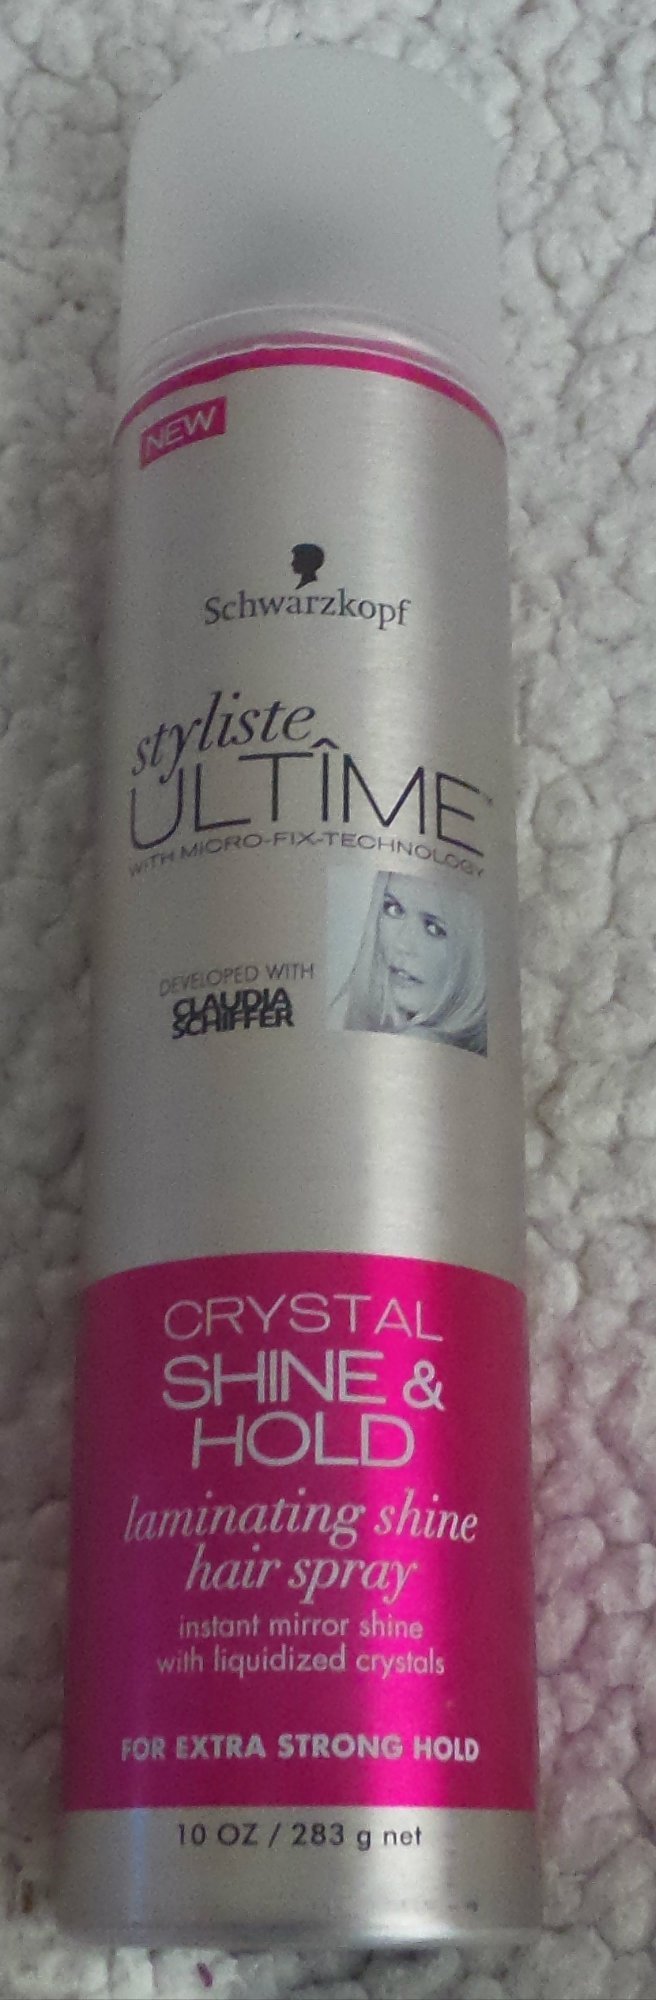 NEW
Schwarzkopf
styliste
ULTÎME™
WITH MICRO-FIX-TECHNOLOGY
DEVELOPED WITH
CLAUDIA
SCHIFFER
CRYSTAL
SHINE &
HOLD
laminating shine
hair spray
instant mirror shine
with liquidized crystals
FOR EXTRA STRONG HOLD
10 OZ / 283 g net